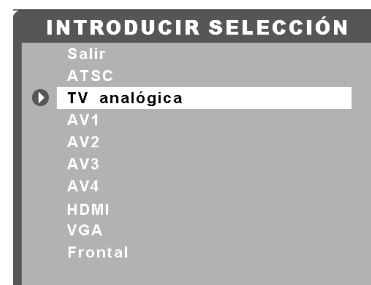 INTRODUCIR SELECCIÓN
Salir
ATSC
TV analógica
AV1
AV2
AV3
AV4
HDMI
VGA
Frontal